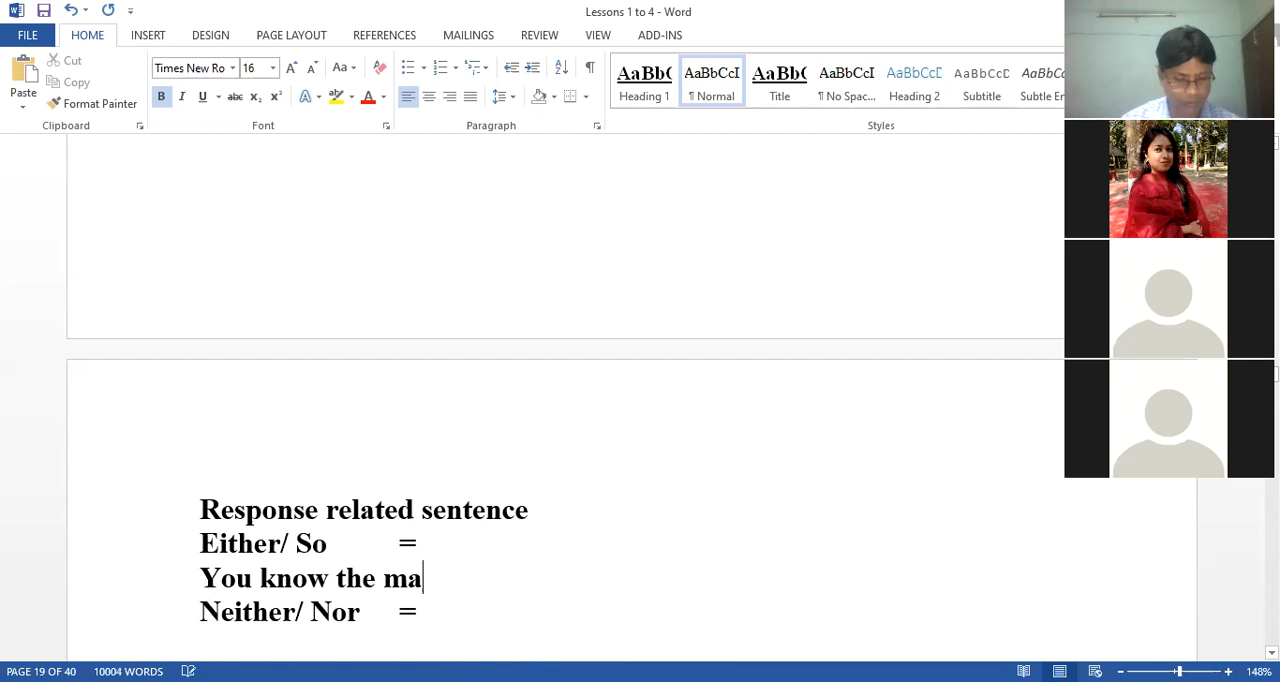 Lessons 1 to 4 - Word
FILE HOME INSERT DESIGN PAGE LAYOUT REFERENCES MAILINGS REVIEW VIEW ADD-INS
Paste
Cut
Copy
Format Painter
Clipboard
Times New Ro 16
Font
Paragraph
AaBbC Heading 1
AaBbCcI ¶ Normal
AaBbC Title
AaBbCcI ¶ No Spac...
AaBbCcD Heading 2
AaBbCcD Subtitle
AaBbCcI Subtle En
Styles
Response related sentence
Either/ So =
You know the ma
Neither/ Nor =
PAGE 19 OF 40 10004 WORDS 148%